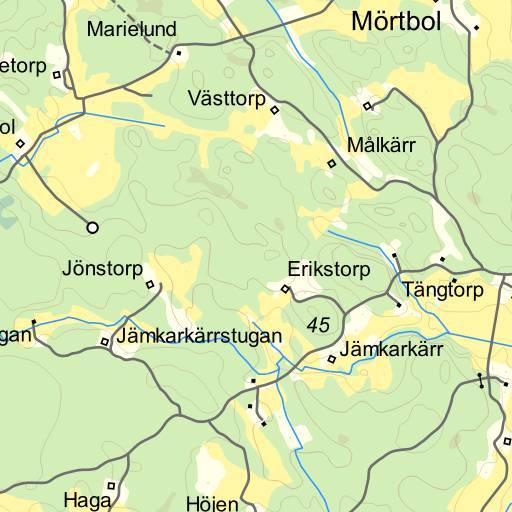 Mörtbol
Marielund
etorp
Västtorp
ol
Målkärr
Jönstorp
Erikstorp
Tängtorp
45
gan
Jämkarkärrstugan
Jämkarkärr
Haga
Höjen